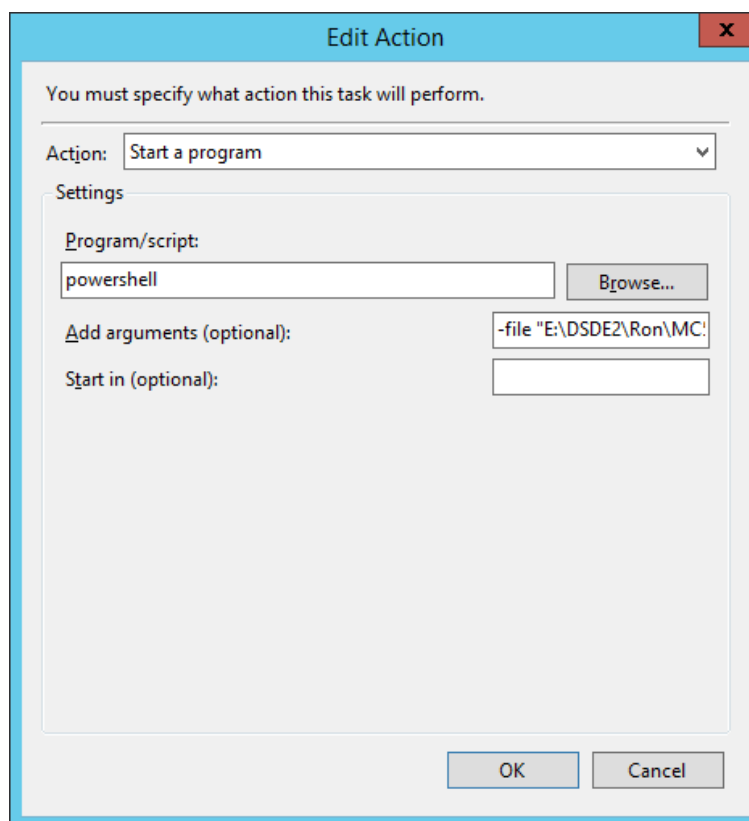 Edit Action
x
You must specify what action this task will perform.
Action: Start a program
Settings
Program/script:
powershell Browse...
Add arguments (optional): -file "E:\DSDE2\Ron\MC
Start in (optional):
OK Cancel